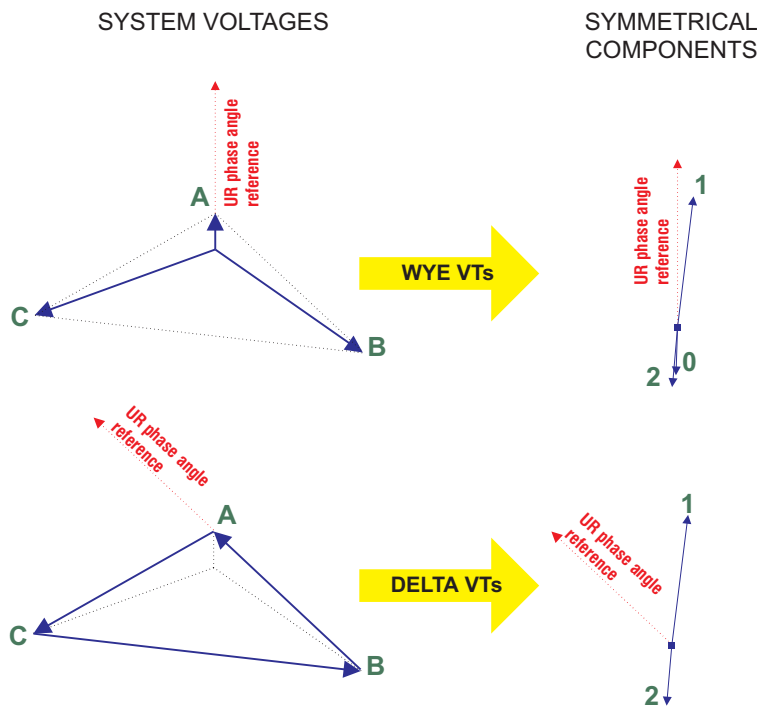 SYSTEM VOLTAGES
SYMMETRICAL
COMPONENTS
UR phase angle
reference
A
C
B
WYE VTs
UR phase angle
reference
1
2
0
UR phase angle
reference
A
C
B
DELTA VTs
UR phase angle
reference
1
2